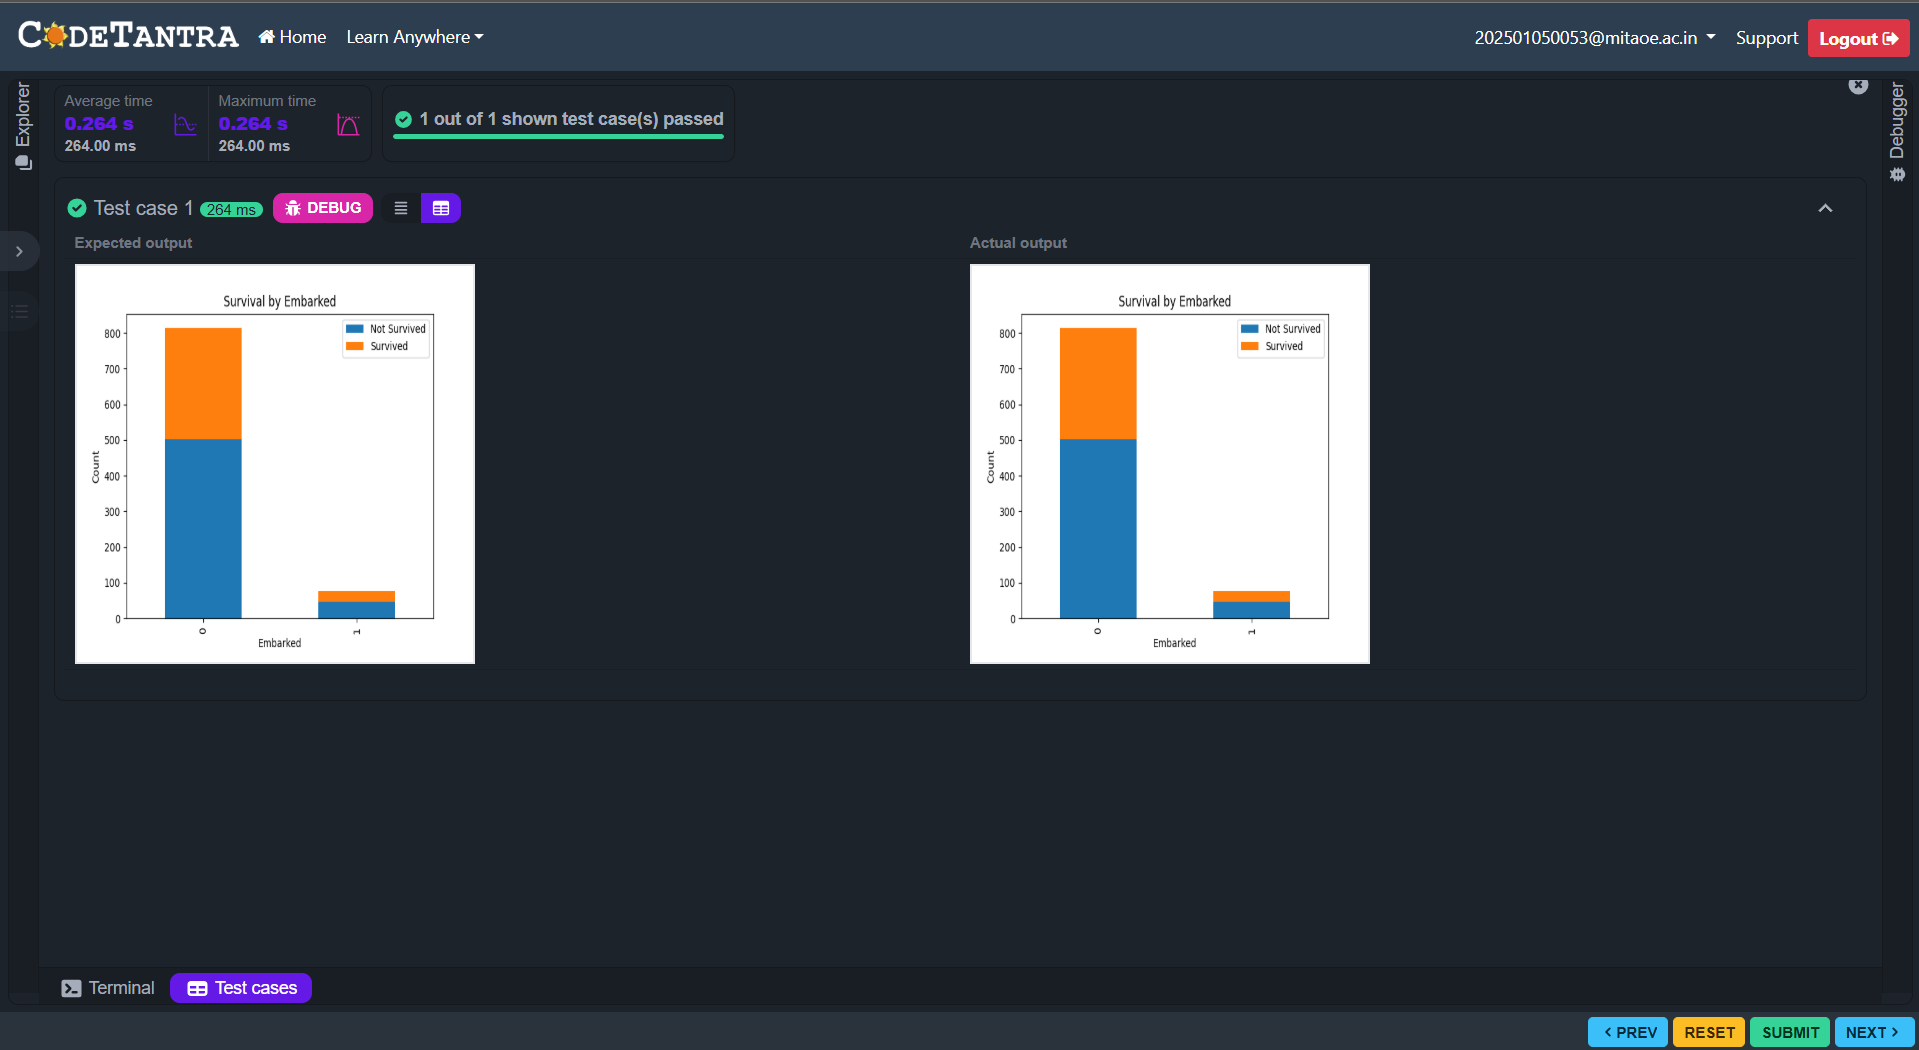 CODETANTRA
Home
Learn Anywhere
202501050053@mitaoe.ac.in
Support
Logout
Explorer
Debugger
Average time
0.264 s
264.00 ms
Maximum time
0.264 s
264.00 ms
1 out of 1 shown test case(s) passed
Test case 1
264 ms
DEBUG
Expected output
Actual output
Survival by Embarked
Not Survived
Survived
800
700
600
500
400
300
200
100
0
Count
0
1
Embarked
Survival by Embarked
Not Survived
Survived
800
700
600
500
400
300
200
100
0
Count
0
1
Embarked
Terminal
Test cases
PREV
RESET
SUBMIT
NEXT